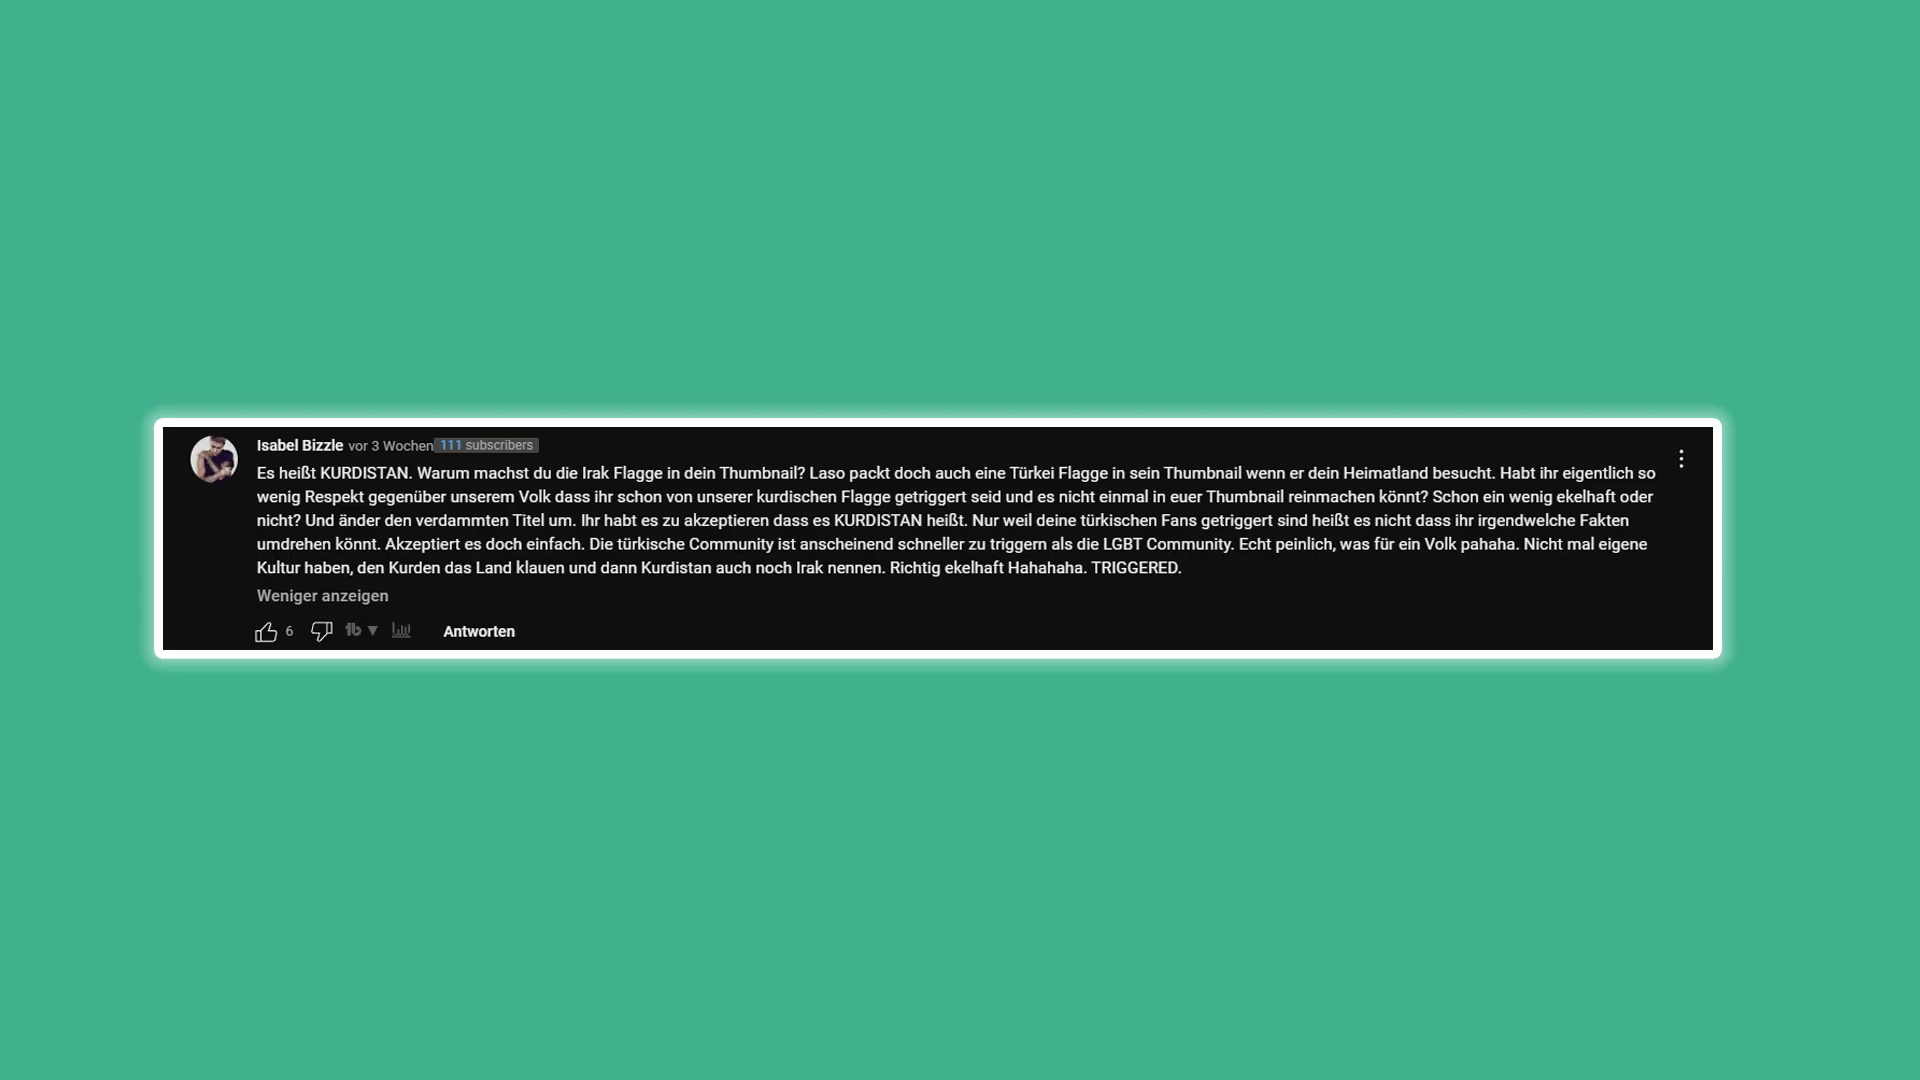 Isabel Bizzle vor 3 Wochen 111 subscribers
Es heißt KURDISTAN. Warum machst du die Irak Flagge in dein Thumbnail? Laso packt doch auch eine Türkei Flagge in sein Thumbnail wenn er dein Heimatland besucht. Habt ihr eigentlich so
wenig Respekt gegenüber unserem Volk dass ihr schon von unserer kurdischen Flagge getriggert seid und es nicht einmal in euer Thumbnail reinmachen könnt? Schon ein wenig ekelhaft oder
nicht? Und änder den verdammten Titel um. Ihr habt es zu akzeptieren dass es KURDISTAN heißt. Nur weil deine türkischen Fans getriggert sind heißt es nicht dass ihr irgendwelche Fakten
umdrehen könnt. Akzeptiert es doch einfach. Die türkische Community ist anscheinend schneller zu triggern als die LGBT Community. Echt peinlich, was für ein Volk pahaha. Nicht mal eigene
Kultur haben, den Kurden das Land klauen und dann Kurdistan auch noch Irak nennen. Richtig ekelhaft Hahahaha. TRIGGERED.
Weniger anzeigen
6 tb Antworten